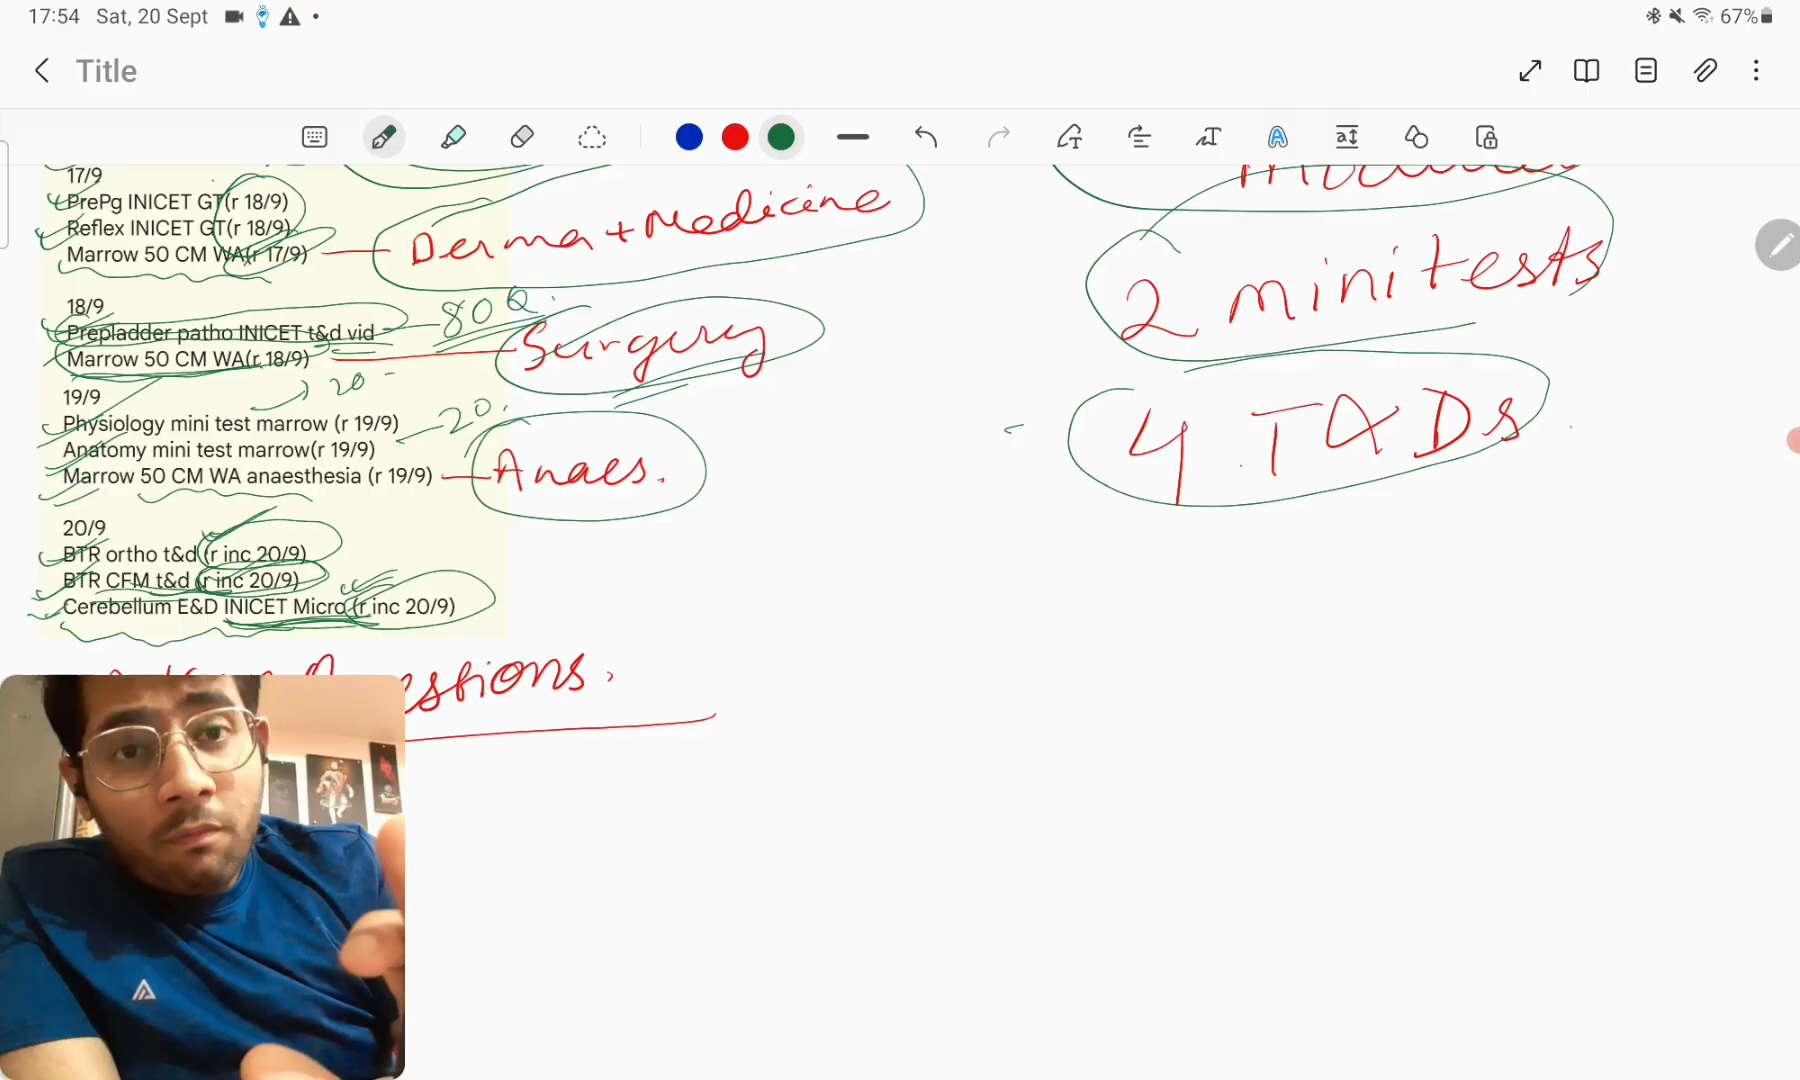 17:54 Sat, 20 Sept
67%
Title
17/9
PrePg INICET GT(r 18/9)
Reflex INICET GT(r 18/9)
Marrow 50 CM WA(r 17/9)
Derma + Medicine
18/9
Prepladder patho INICET t&d vid
80 Q.
Marrow 50 CM WA(r 18/9)
Surgery
20
19/9
Physiology mini test marrow (r 19/9)
20.
Anatomy mini test marrow(r 19/9)
Marrow 50 CM WA anaesthesia (r 19/9)
Anaes.
20/9
BTR ortho t&d (r inc 20/9)
BTR CFM t&d (r inc 20/9)
Cerebellum E&D INICET Micro (r inc 20/9)
2 minitests
4 T&Ds